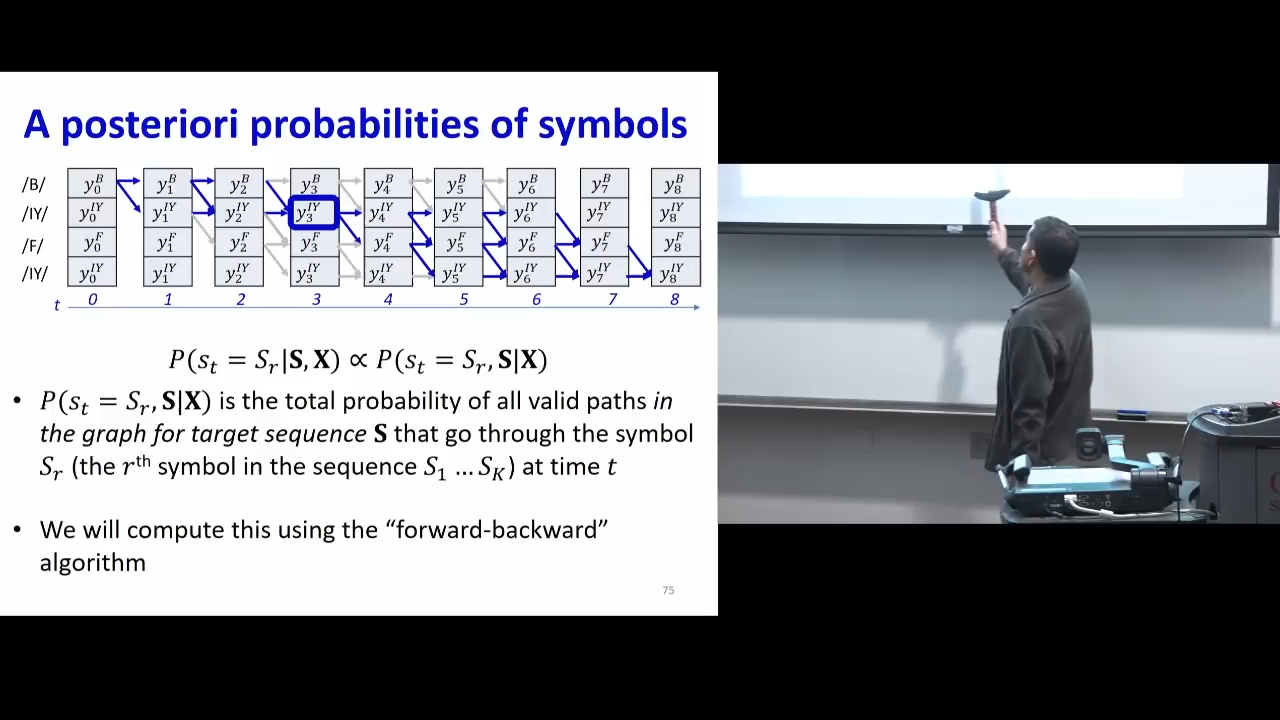 A posteriori probabilities of symbols
/B/ y_0^B y_1^B y_2^B y_3^B y_4^B y_5^B y_6^B y_7^B y_8^B
/IY/ y_0^IY y_1^IY y_2^IY y_3^IY y_4^IY y_5^IY y_6^IY y_7^IY y_8^IY
/F/ y_0^F y_1^F y_2^F y_3^F y_4^F y_5^F y_6^F y_7^F y_8^F
/IY/ y_0^IY y_1^IY y_2^IY y_3^IY y_4^IY y_5^IY y_6^IY y_7^IY y_8^IY
t 0 1 2 3 4 5 6 7 8
P(s_t = S_r|S, X) ∝ P(s_t = S_r, S|X)
• P(s_t = S_r, S|X) is the total probability of all valid paths in
the graph for target sequence S that go through the symbol
S_r (the r^th symbol in the sequence S_1 … S_K) at time t
• We will compute this using the “forward-backward”
algorithm
75